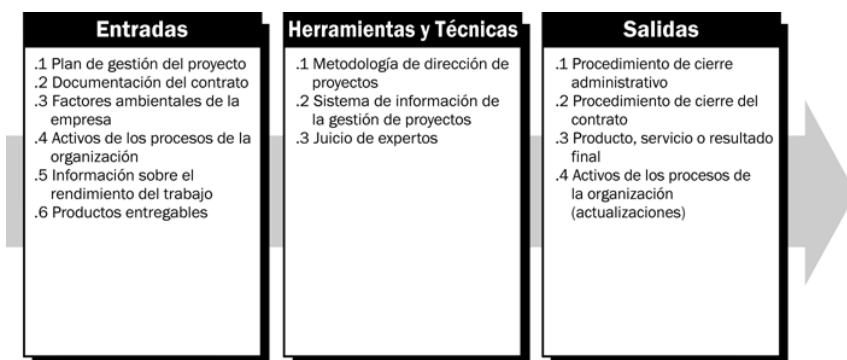 Entradas
.1 Plan de gestión del proyecto
.2 Documentación del contrato
.3 Factores ambientales de la
empresa
.4 Activos de los procesos de la
organización
.5 Información sobre el
rendimiento del trabajo
.6 Productos entregables
Herramientas y Técnicas
.1 Metodología de dirección de
proyectos
.2 Sistema de información de
la gestión de proyectos
.3 Juicio de expertos
Salidas
.1 Procedimiento de cierre
administrativo
.2 Procedimiento de cierre del
contrato
.3 Producto, servicio o resultado
final
.4 Activos de los procesos de
la organización
(actualizaciones)